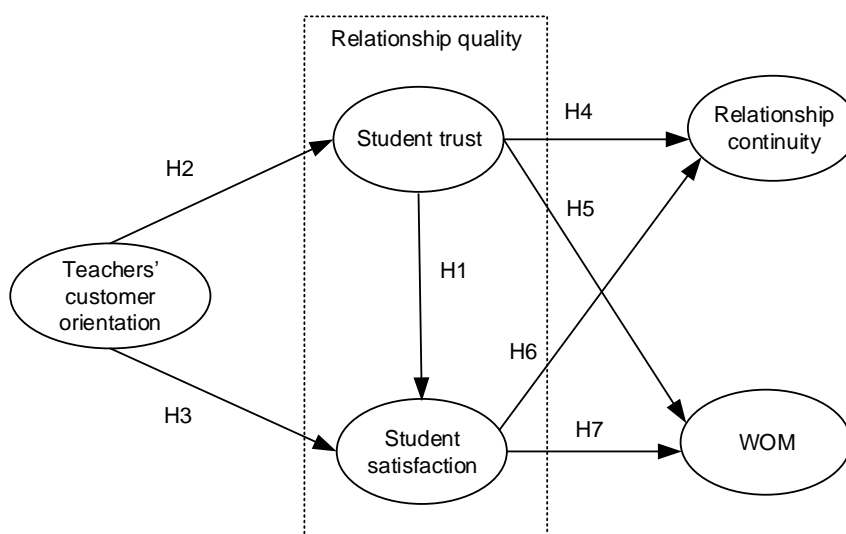 Relationship quality
Student trust
H4
Relationship
continuity
H2
H5
H1
Teachers’
customer
orientation
H6
H3
Student
satisfaction
H7
WOM